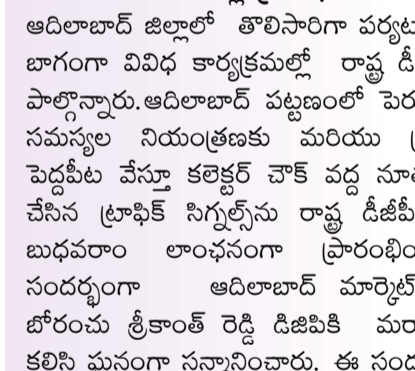 ఆదిలాబాద్ జిల్లాలో తొలిసారిగా పర్యట
బాగంగా వివిధ కార్యక్రమల్లో రాష్ట్ర డీ
పాల్గొన్నారు.ఆదిలాబాద్ పట్టణంలో పెర
సమస్యల నియంత్రణకు మరియు
పెద్దపీట వేస్తూ కలెక్టర్ చౌక్ వద్ద నూ
చేసిన ట్రాఫిక్ సిగ్నల్స్‌ను రాష్ట్ర డీజీపీ
బుధవరాం లాంఛనంగా ప్రారంభిం
సందర్భంగా ఆదిలాబాద్ మార్కెట్
బోరంచు శ్రీకాంత్ రెడ్డి డిజిపికి మర
కలిసి ఘనంగా సన్మానించారు. ఈ సంద